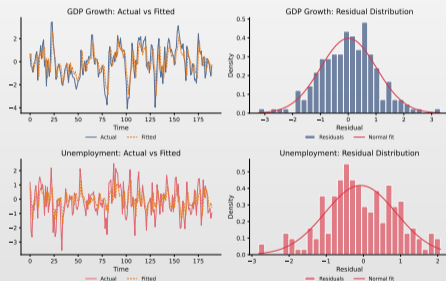 GDP Growth: Actual vs Fitted
2
0
−2
−4
0 25 50 75 100 125 150 175
Time
Actual Fitted
GDP Growth: Residual Distribution
Density
0.5
0.4
0.3
0.2
0.1
0.0
−3 −2 −1 0 1 2 3
Residual
Residuals Normal fit
Unemployment: Actual vs Fitted
2
1
0
−1
−2
−3
0 25 50 75 100 125 150 175
Time
Actual Fitted
Unemployment: Residual Distribution
Density
0.5
0.4
0.3
0.2
0.1
0.0
−3 −2 −1 0 1 2
Residual
Residuals Normal fit